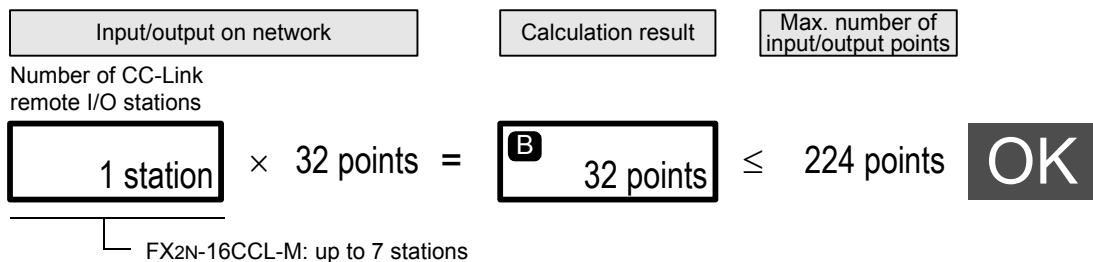 Input/output on network
Calculation result
Max. number of
input/output points
Number of CC-Link
remote I/O stations
1 station × 32 points = B 32 points ≤ 224 points OK
FX2N-16CCL-M: up to 7 stations